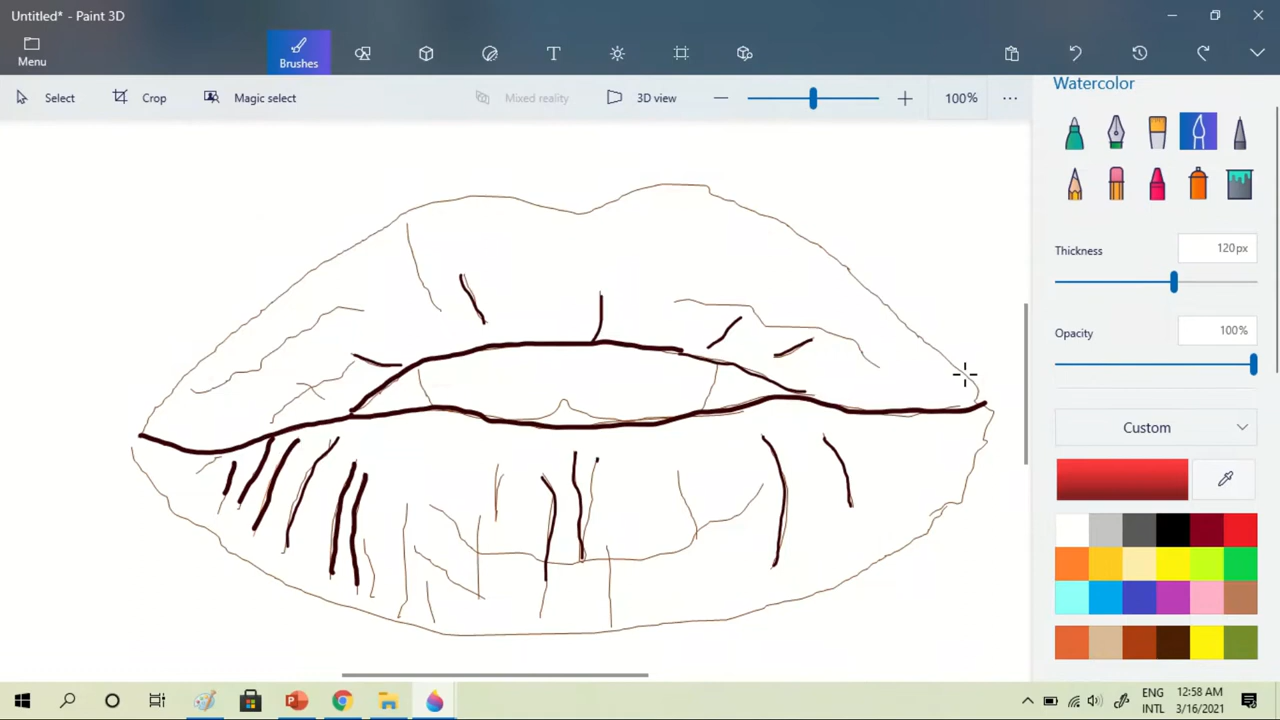 Untitled* - Paint 3D
Menu
Brushes
Select
Crop
Magic select
Mixed reality
3D view
100%
Watercolor
Thickness
120px
Opacity
100%
Custom
ENG
INTL
12:58 AM
3/16/2021